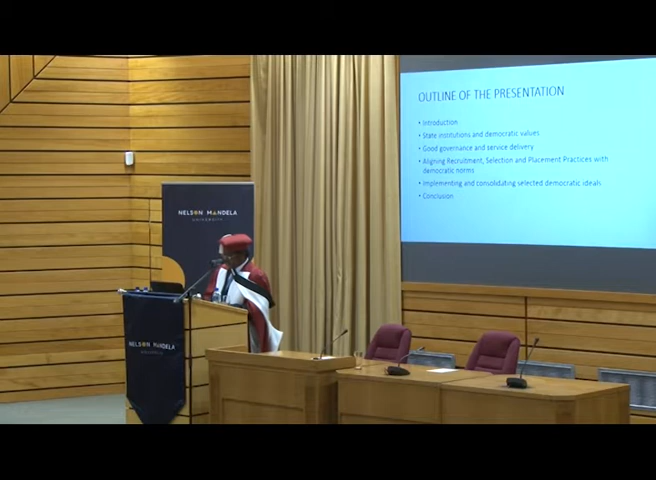 OUTLINE OF THE PRESENTATION
• Introduction
• State institutions and democratic values
• Good governance and service delivery
• Aligning Recruitment, Selection and Placement Practices with
democratic norms
• Implementing and consolidating selected democratic ideals
• Conclusion
NELSON MANDELA
UNIVERSITY
NELSON MANDELA
UNIVERSITY